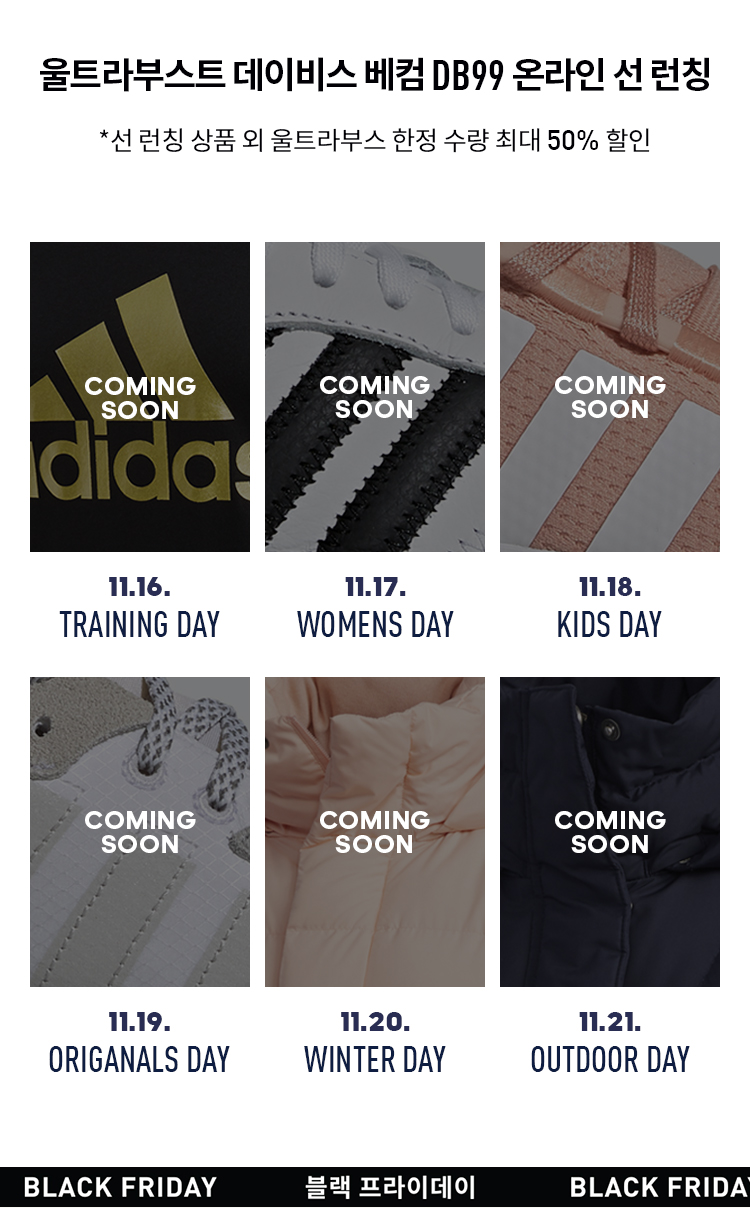 울트라부스트 데이비스 베컴 DB99 온라인 선 런칭
*선 런칭 상품 외 울트라부스 한정 수량 최대 50% 할인
adidas
COMING
SOON
COMING
SOON
COMING
SOON
11.16.
11.17.
11.18.
TRAINING DAY
WOMENS DAY
KIDS DAY
COMING
SOON
COMING
SOON
COMING
SOON
11.19.
11.20.
11.21.
ORIGANALS DAY
WINTER DAY
OUTDOOR DAY
BLACK FRIDAY
블랙 프라이데이
BLACK FRIDAY